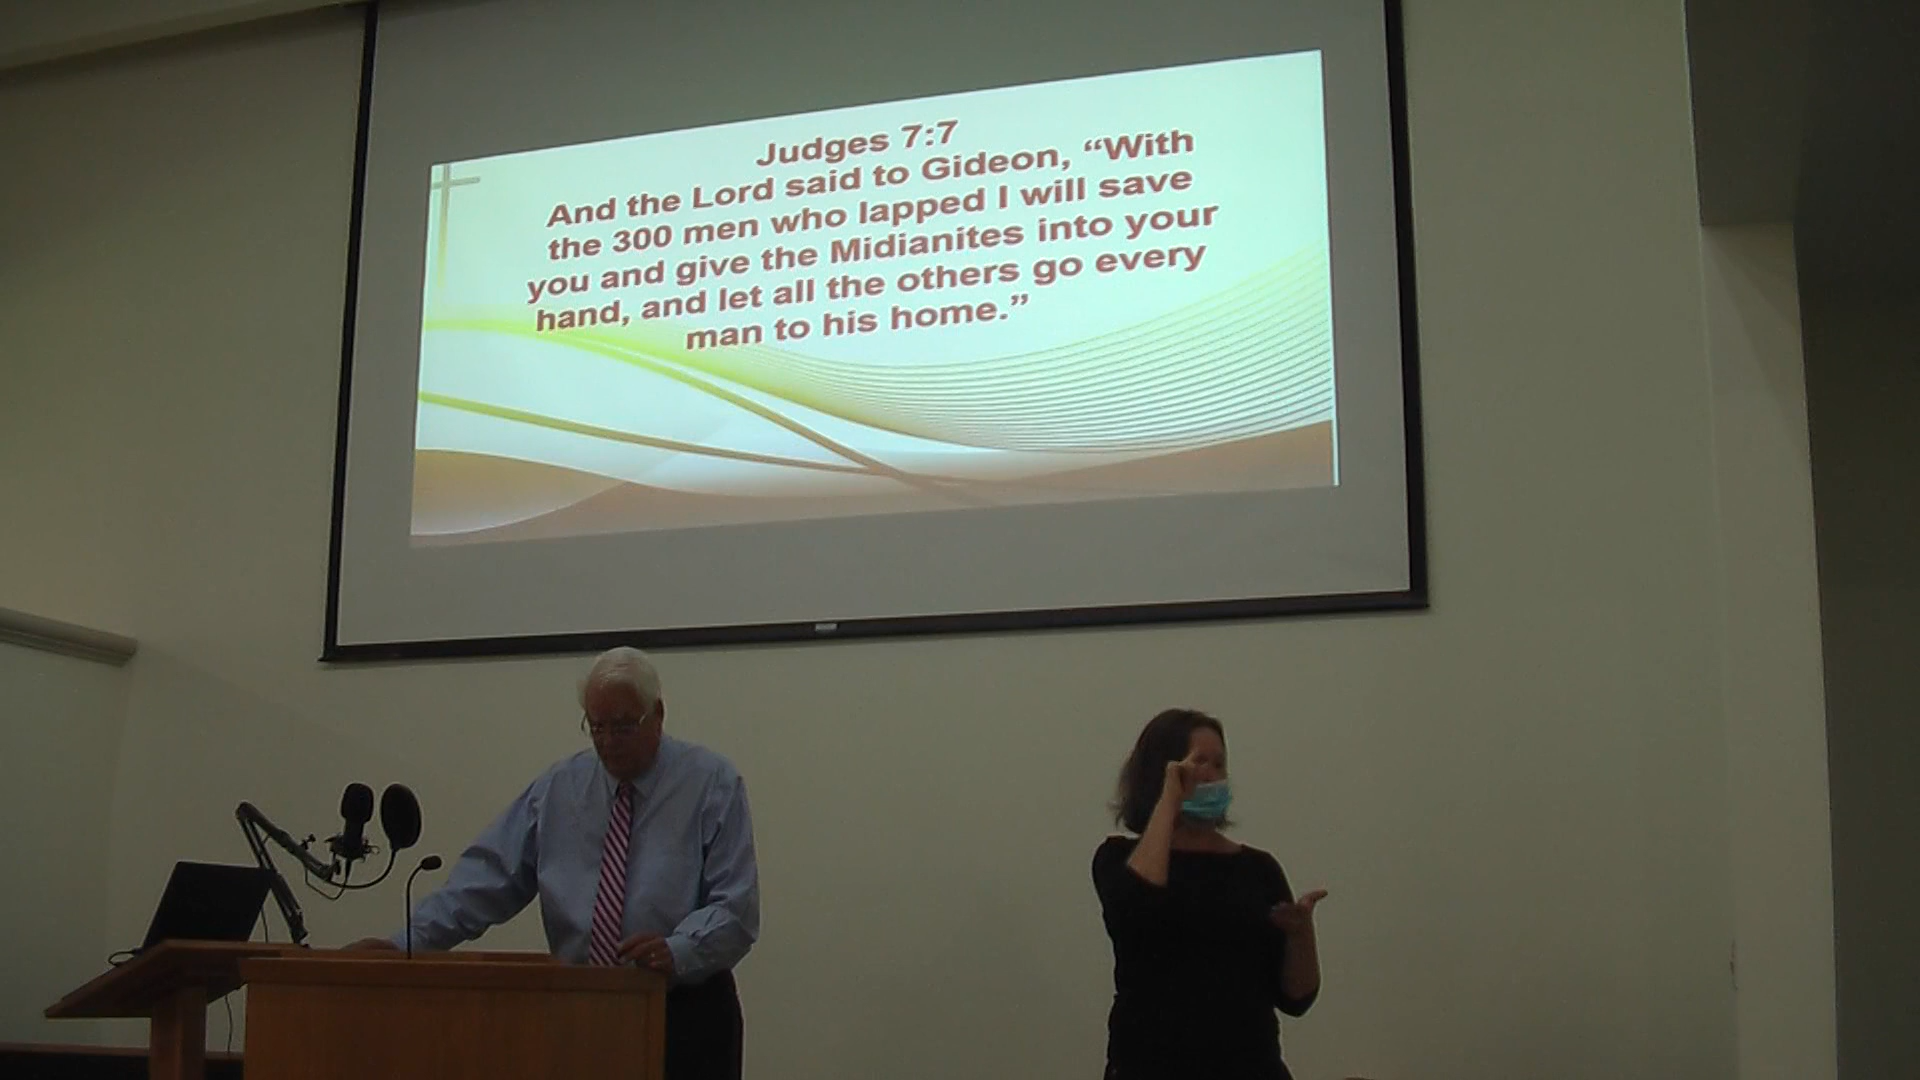 Judges 7:7
And the Lord said to Gideon, “With
the 300 men who lapped I will save
you and give the Midianites into your
hand, and let all the others go every
man to his home.”